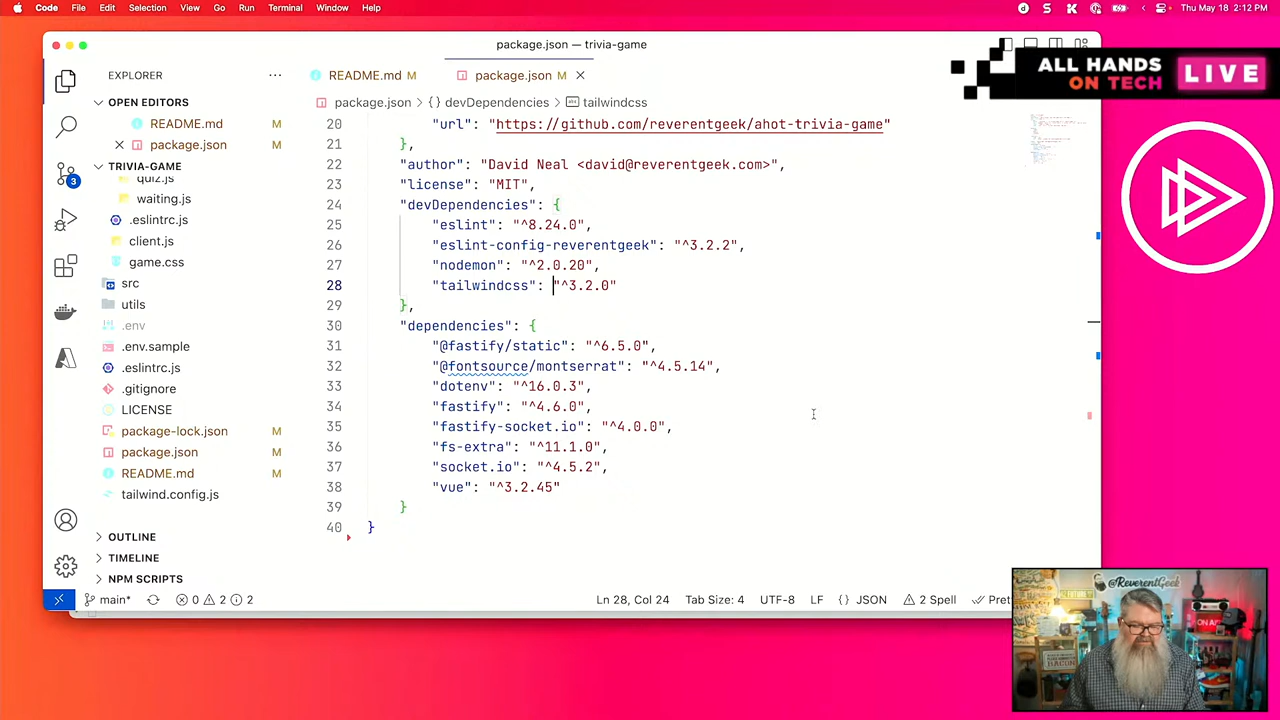 Code File Edit Selection View Go Run Terminal Window Help
Thu May 18 2:12 PM
package.json — trivia-game
ALL HANDS
ON TECH
LIVE
EXPLORER
README.md M
package.json M
OPEN EDITORS
package.json > {} devDependencies > tailwindcss
README.md M
package.json M
TRIVIA-GAME
quiz.js
waiting.js
.eslintrc.js
client.js
game.css
src
utils
.env
.env.sample
.eslintrc.js
.gitignore
LICENSE
package-lock.json M
package.json M
README.md M
tailwind.config.js
OUTLINE
TIMELINE
NPM SCRIPTS
3
20 "url": "https://github.com/reverentgeek/ahot-trivia-game"
21 },
22 "author": "David Neal <david@reverentgeek.com>",
23 "license": "MIT",
24 "devDependencies": {
25 "eslint": "^8.24.0",
26 "eslint-config-reverentgeek": "^3.2.2",
27 "nodemon": "^2.0.20",
28 "tailwindcss": "^3.2.0"
29 },
30 "dependencies": {
31 "@fastify/static": "^6.5.0",
32 "@fontsource/montserrat": "^4.5.14",
33 "dotenv": "^16.0.3",
34 "fastify": "^4.6.0",
35 "fastify-socket.io": "^4.0.0",
36 "fs-extra": "^11.1.0",
37 "socket.io": "^4.5.2",
38 "vue": "^3.2.45"
39 }
40 }
main* 0 2 2
Ln 28, Col 24 Tab Size: 4 UTF-8 LF {} JSON 2 Spell
@ReverentGeek
BACON